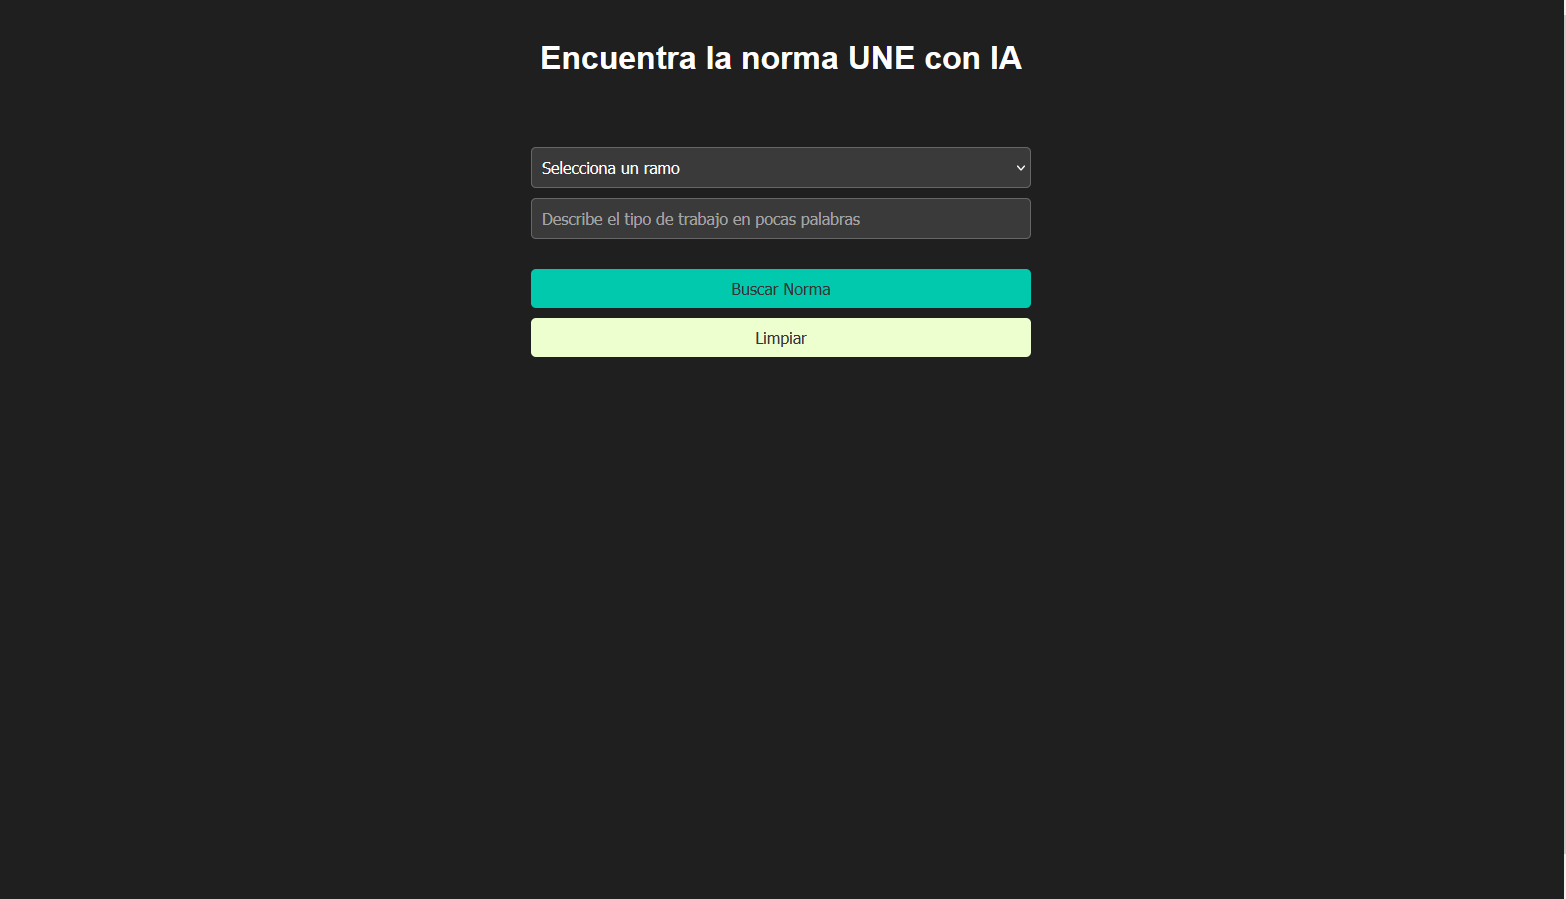 Encuentra la norma UNE con IA
Selecciona un ramo
Describe el tipo de trabajo en pocas palabras
Buscar Norma
Limpiar